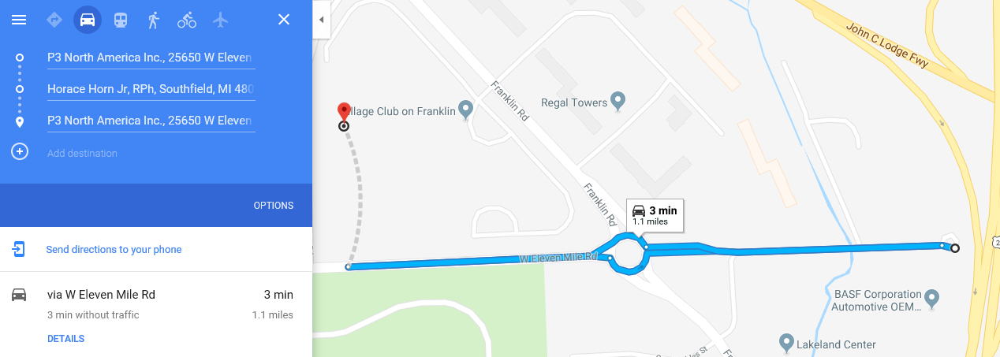 P3 North America Inc., 25650 W Eleven
Horace Horn Jr, RPh, Southfield, MI 480
P3 North America Inc., 25650 W Eleven
Add destination
OPTIONS
Send directions to your phone
via W Eleven Mile Rd
3 min
3 min without traffic
1.1 miles
DETAILS
John C Lodge Fwy
Franklin Rd
Regal Towers
llage Club on Franklin
Franklin Rd
3 min
1.1 miles
W Eleven Mile Rd
2
BASF Corporation
Automotive OEM...
Lakeland Center
St